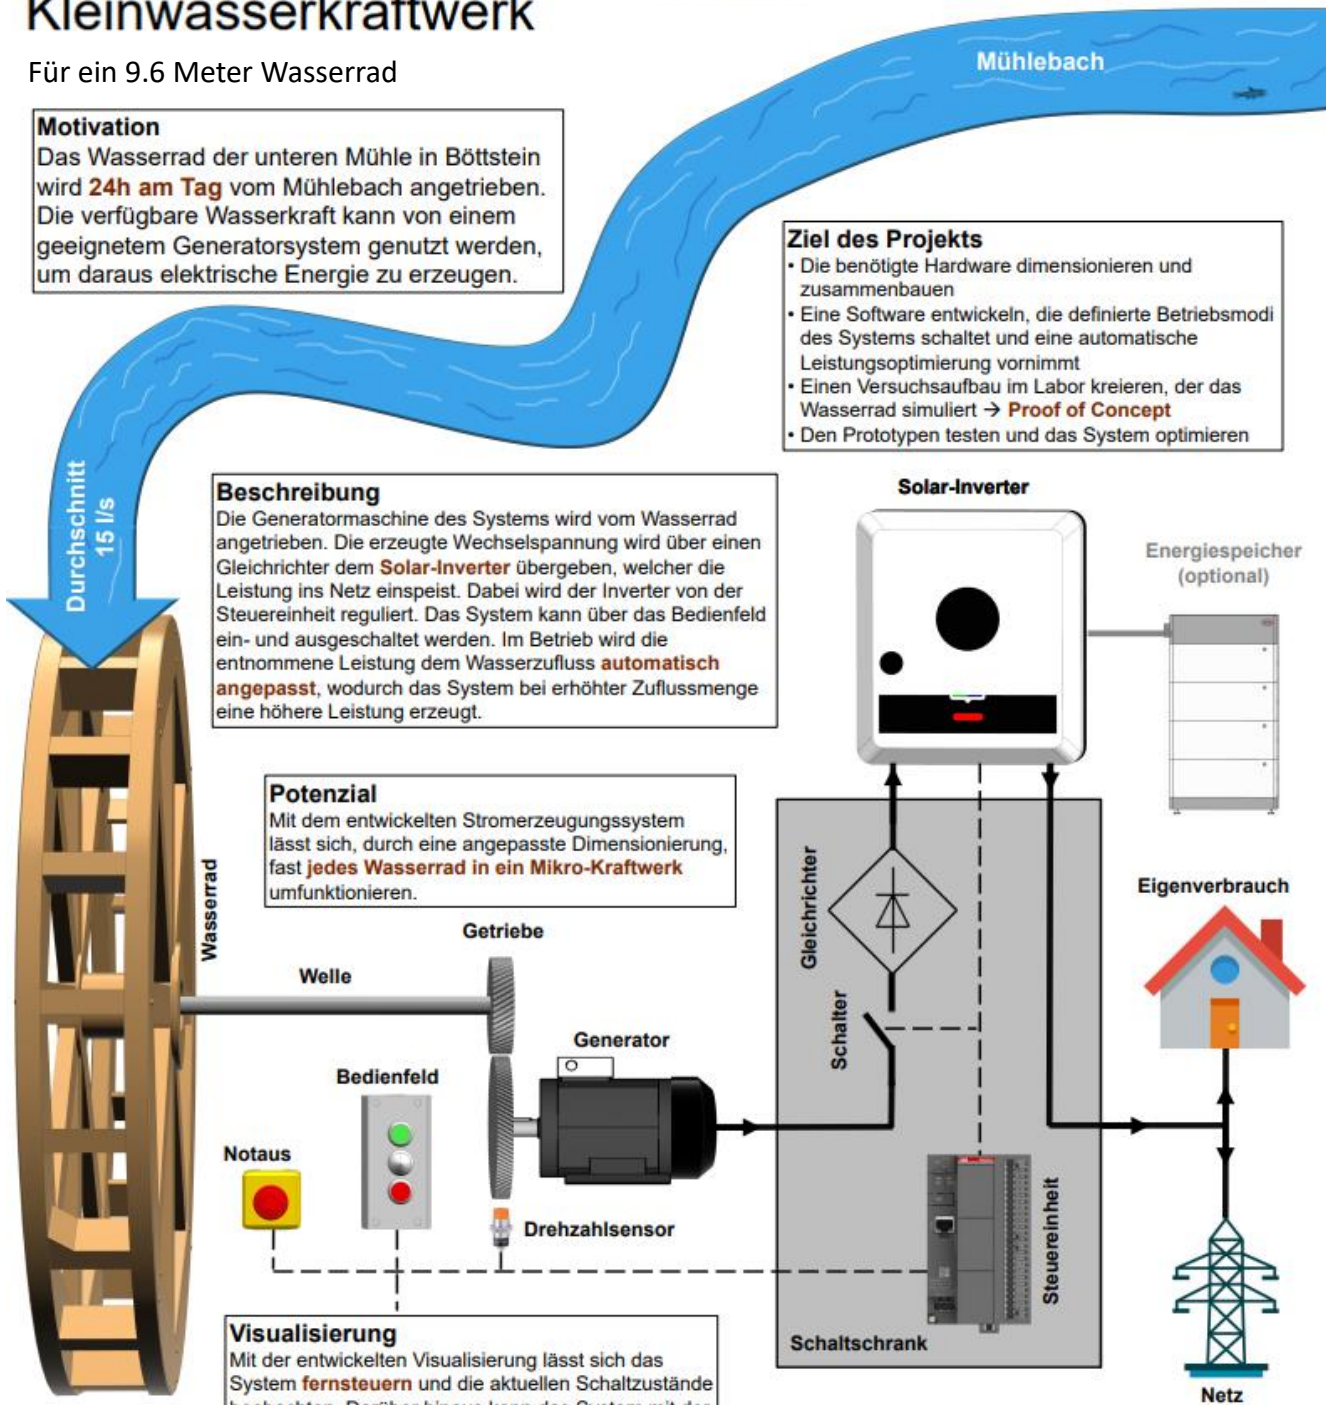 Kleinwasserkraftwerk
Für ein 9.6 Meter Wasserrad
Mühlebach
Motivation
Das Wasserrad der unteren Mühle in Böttstein
wird 24h am Tag vom Mühlebach angetrieben.
Die verfügbare Wasserkraft kann von einem
geeignetem Generatorsystem genutzt werden,
um daraus elektrische Energie zu erzeugen.
Ziel des Projekts
• Die benötigte Hardware dimensionieren und
zusammenbauen
• Eine Software entwickeln, die definierte Betriebsmodi
des Systems schaltet und eine automatische
Leistungsoptimierung vornimmt
• Einen Versuchsaufbau im Labor kreieren, der das
Wasserrad simuliert → Proof of Concept
• Den Prototypen testen und das System optimieren
Durchschnitt
15 l/s
Beschreibung
Die Generatormaschine des Systems wird vom Wasserrad
angetrieben. Die erzeugte Wechselspannung wird über einen
Gleichrichter dem Solar-Inverter übergeben, welcher die
Leistung ins Netz einspeist. Dabei wird der Inverter von der
Steuereinheit reguliert. Das System kann über das Bedienfeld
ein- und ausgeschaltet werden. Im Betrieb wird die
entnommene Leistung dem Wasserzufluss automatisch
angepasst, wodurch das System bei erhöhter Zuflussmenge
eine höhere Leistung erzeugt.
Solar-Inverter
Energiespeicher
(optional)
Potenzial
Mit dem entwickelten Stromerzeugungssystem
lässt sich, durch eine angepasste Dimensionierung,
fast jedes Wasserrad in ein Mikro-Kraftwerk
umfunktionieren.
Wasserrad
Welle
Getriebe
Generator
Bedienfeld
Notaus
Drehzahlsensor
Gleichrichter
Schalter
Steuereinheit
Schaltschrank
Eigenverbrauch
Netz
Visualisierung
Mit der entwickelten Visualisierung lässt sich das
System fernsteuern und die aktuellen Schaltzustände
beobachten. Darüber hinaus kann das System mit der